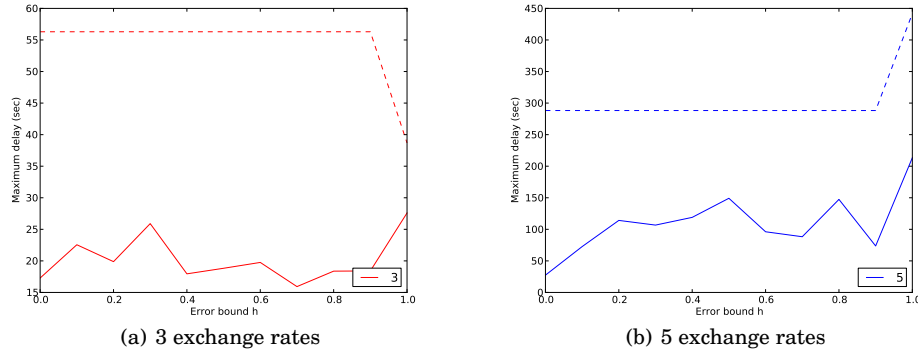 60
55
50
45
40
35
30
25
20
15
Maximum delay (sec)
0.0 0.2 0.4 0.6 0.8 1.0
Error bound h
3
(a) 3 exchange rates
450
400
350
300
250
200
150
100
50
0
Maximum delay (sec)
0.0 0.2 0.4 0.6 0.8 1.0
Error bound h
5
(b) 5 exchange rates